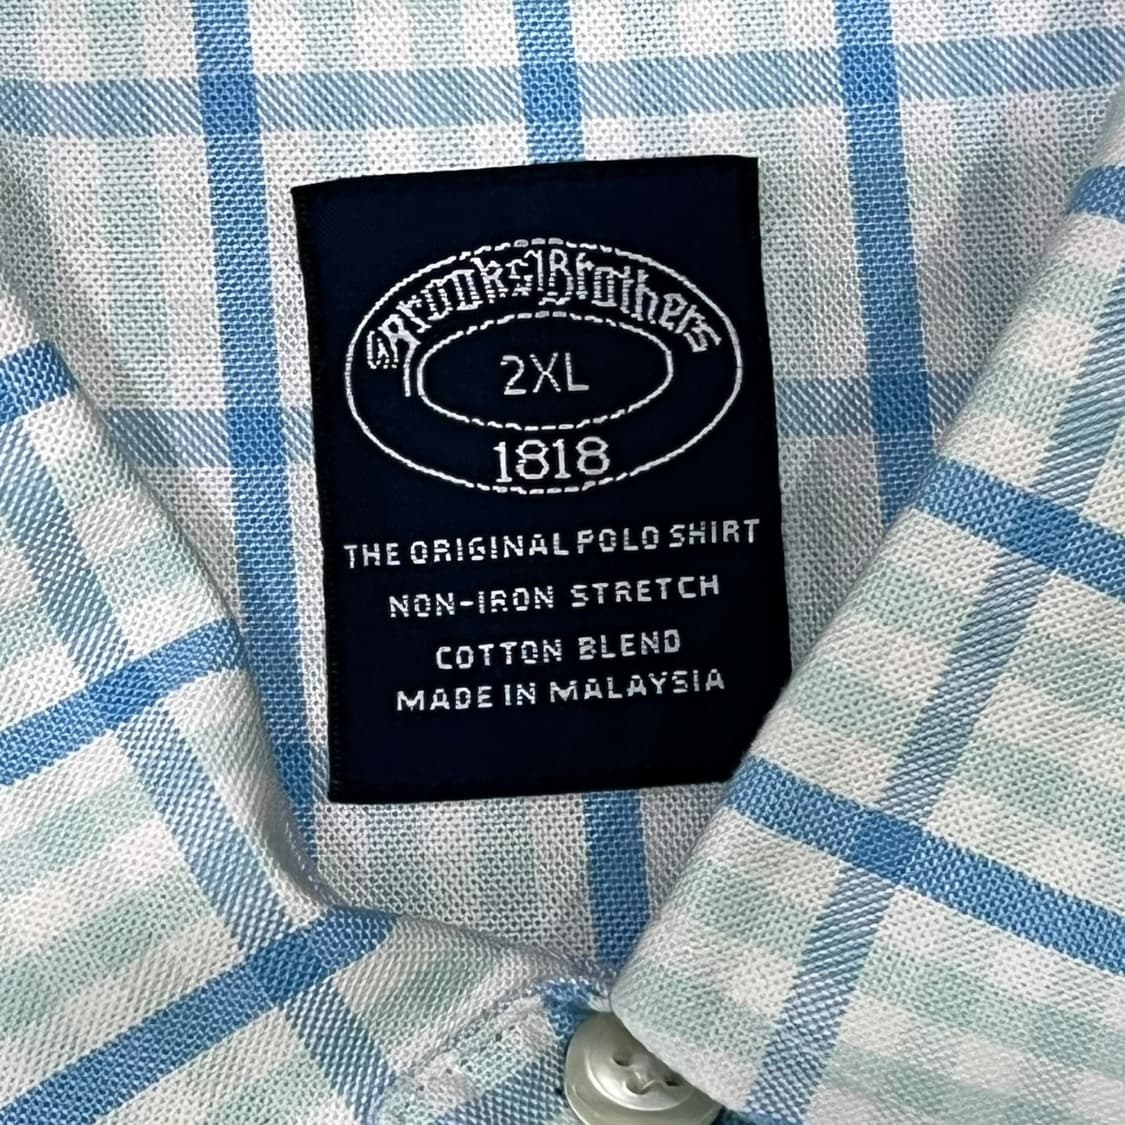 Brooks Brothers
2XL
1818
THE ORIGINAL POLO SHIRT
NON-IRON STRETCH
COTTON BLEND
MADE IN MALAYSIA